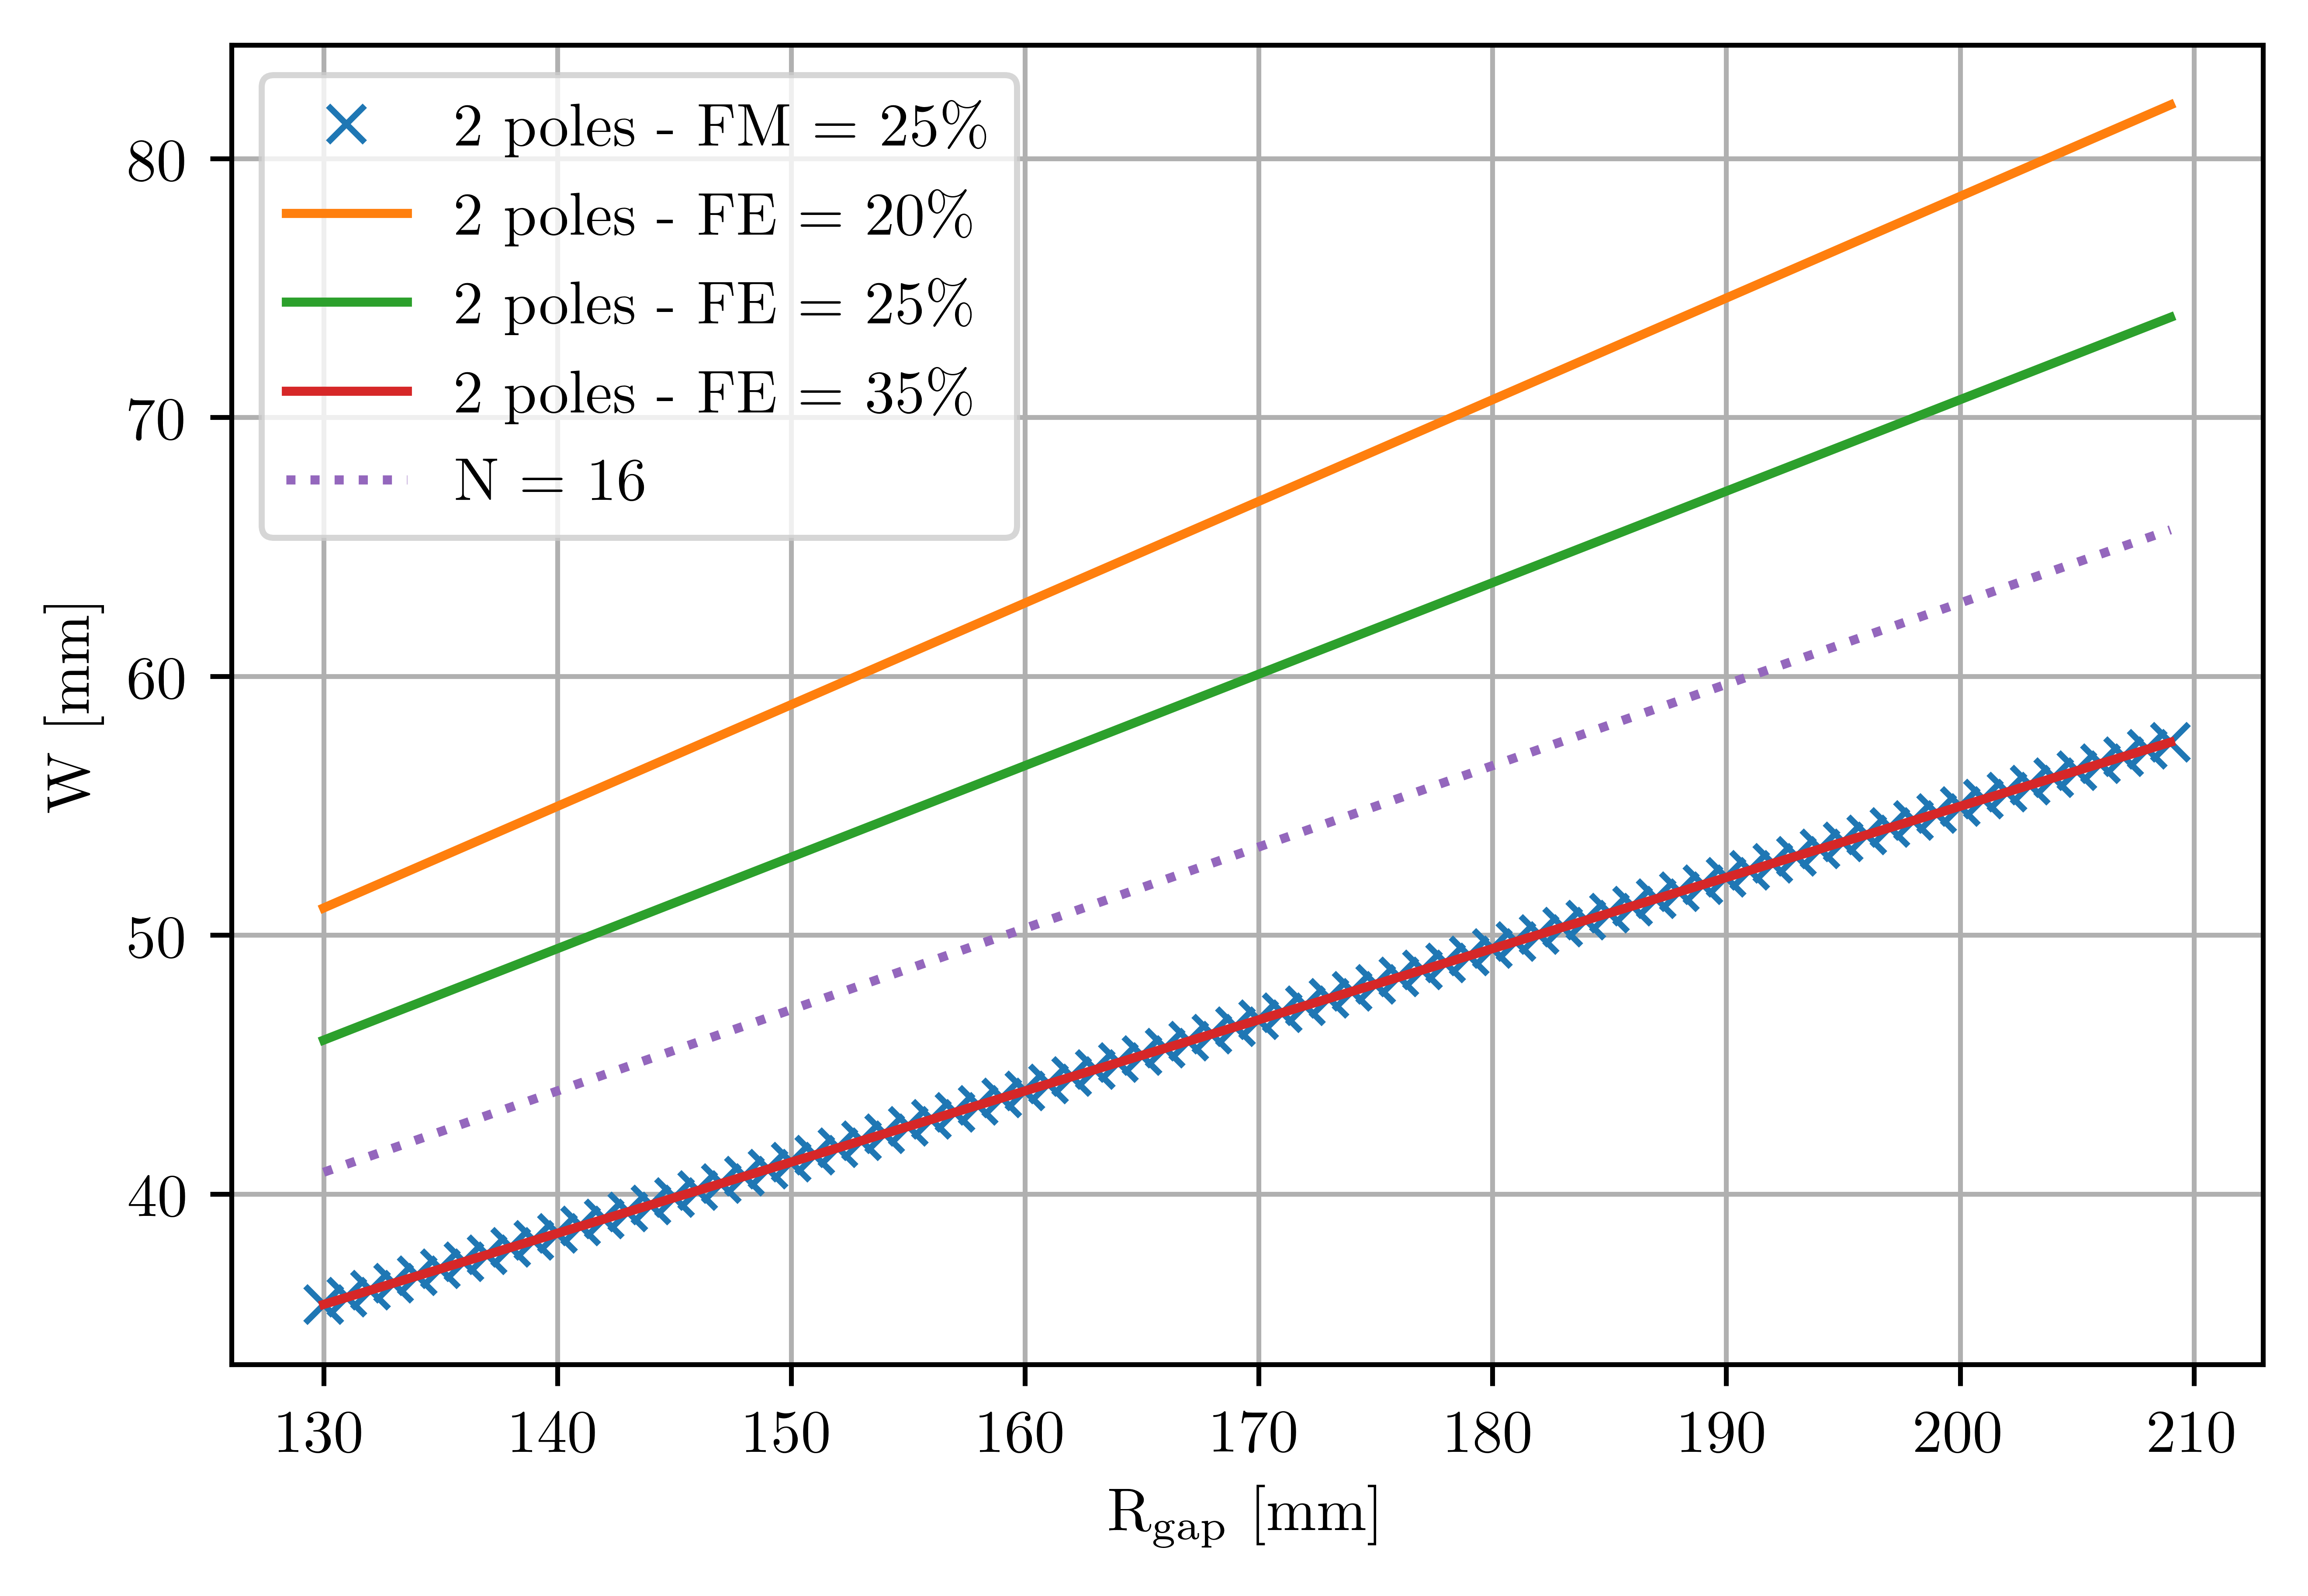 2 poles - FM = 25%
2 poles - FE = 20%
2 poles - FE = 25%
2 poles - FE = 35%
N = 16
80
70
60
50
40
W [mm]
130 140 150 160 170 180 190 200 210
R_gap [mm]